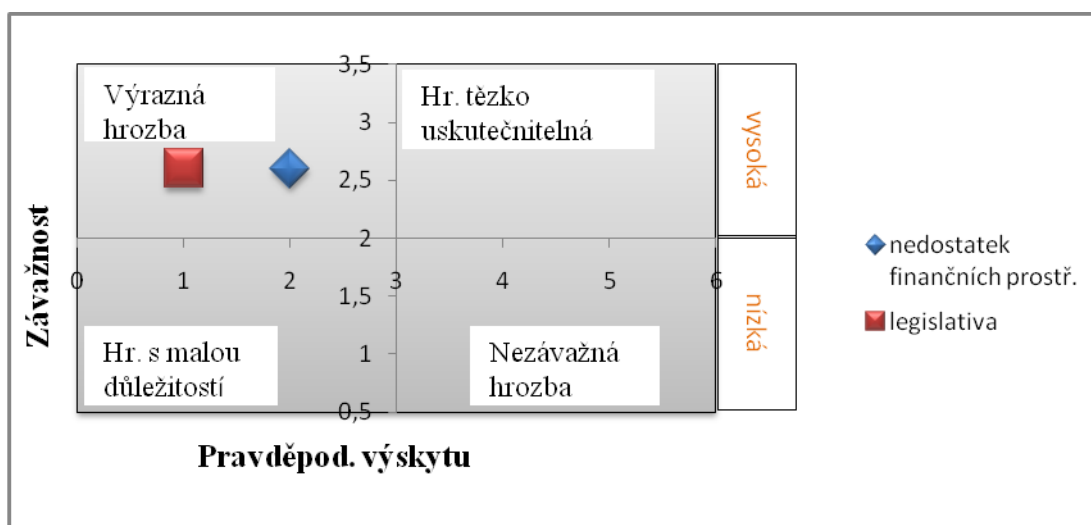 3,5
Výrazná
hrozba
Hr. tězko
uskutečnitelná
3
2,5
2
0
1
2
3
4
5
6
1,5
Hr. s malou
důležitostí
1
Nezávažná
hrozba
0,5
Závažnost
Pravděpod. výskytu
vysoká
nízká
nedostatek
finančních prostř.
legislativa